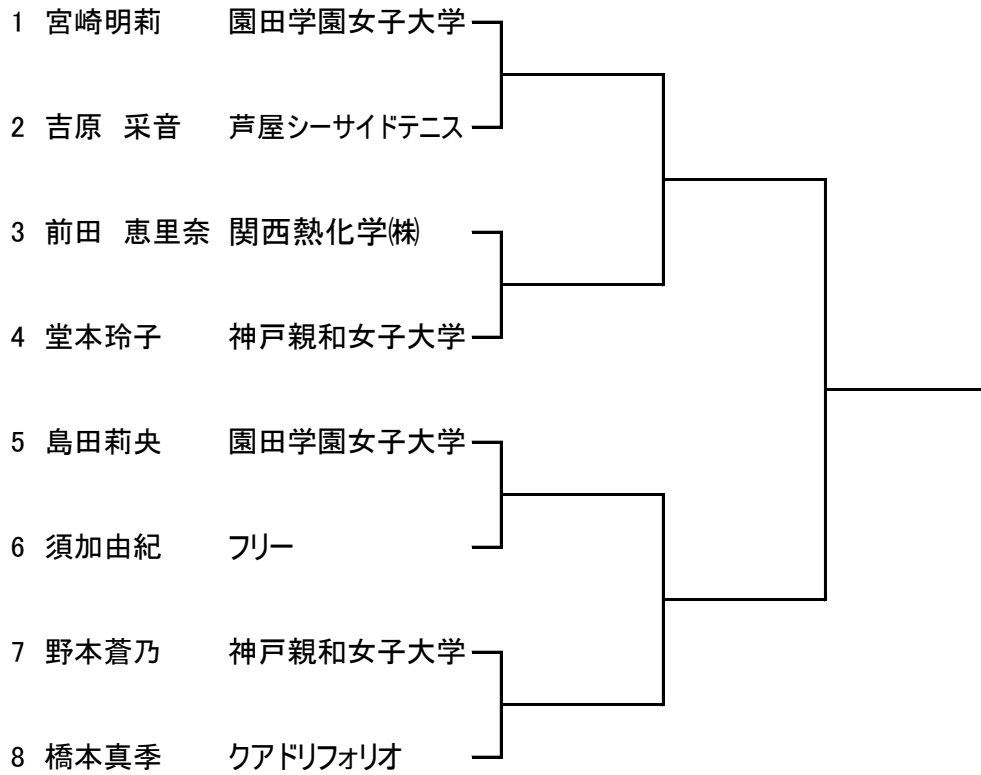 1 宮崎明莉 園田学園女子大学
2 吉原 采音 芦屋シーサイドテニス
3 前田 恵里奈 関西熱化学㈱
4 堂本玲子 神戸親和女子大学
5 島田莉央 園田学園女子大学
6 須加由紀 フリー
7 野本蒼乃 神戸親和女子大学
8 橋本真季 クアドリフォリオ